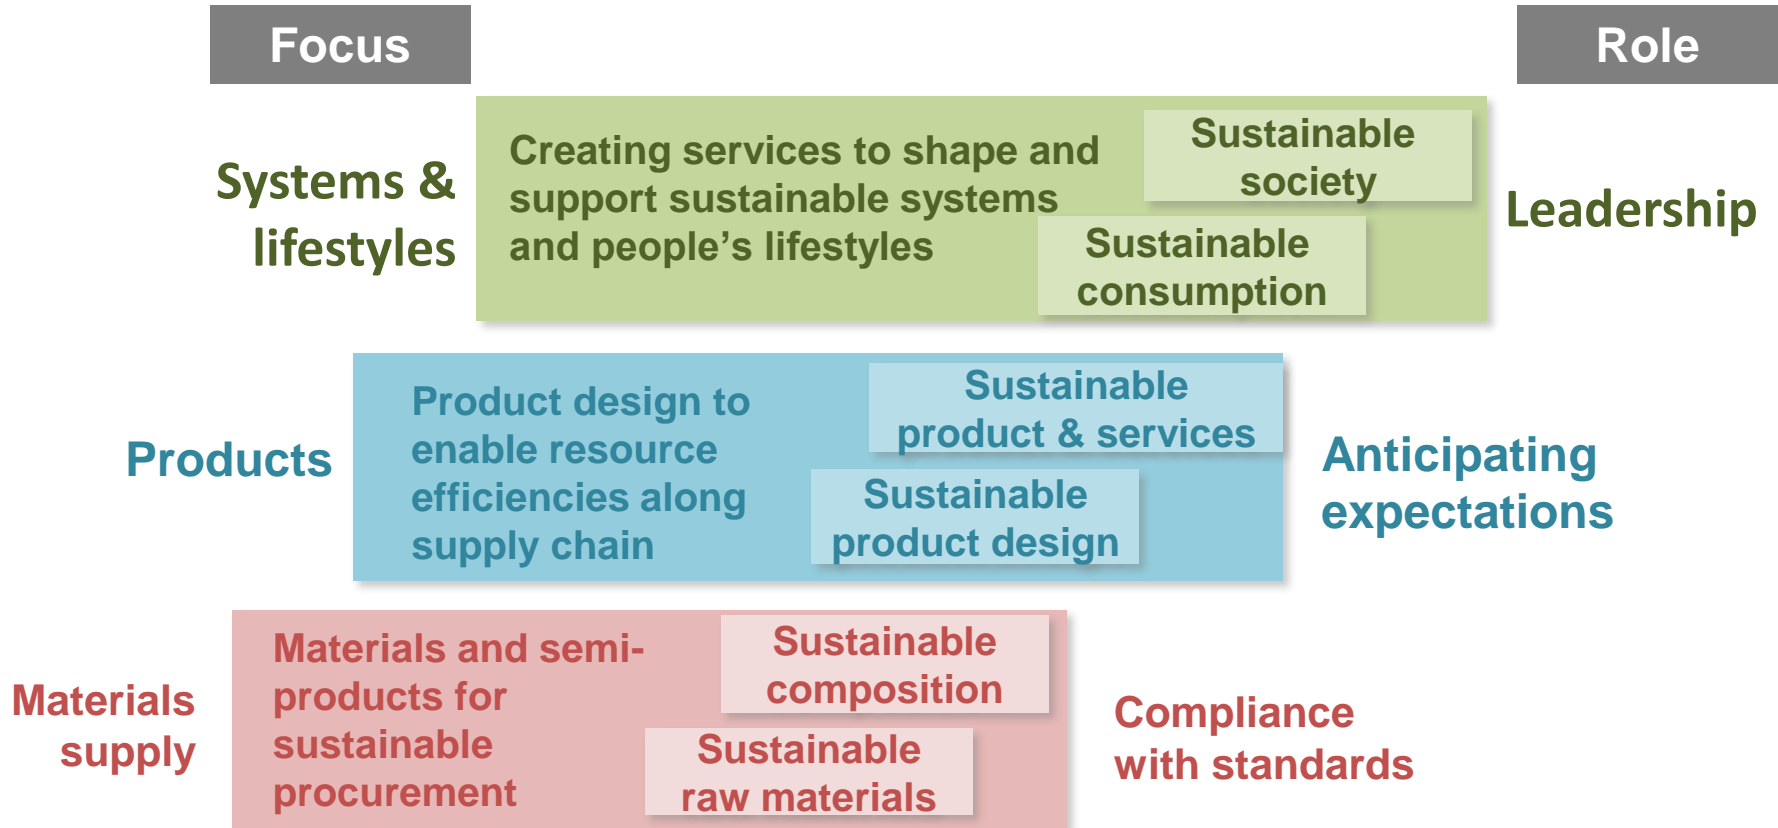 Focus
Role
Systems &
lifestyles
Creating services to shape and
support sustainable systems
and people’s lifestyles
Sustainable
society
Sustainable
consumption
Leadership
Products
Product design to
enable resource
efficiencies along
supply chain
Sustainable
product & services
Sustainable
product design
Anticipating
expectations
Materials
supply
Materials and semi-
products for
sustainable
procurement
Sustainable
composition
Sustainable
raw materials
Compliance
with standards